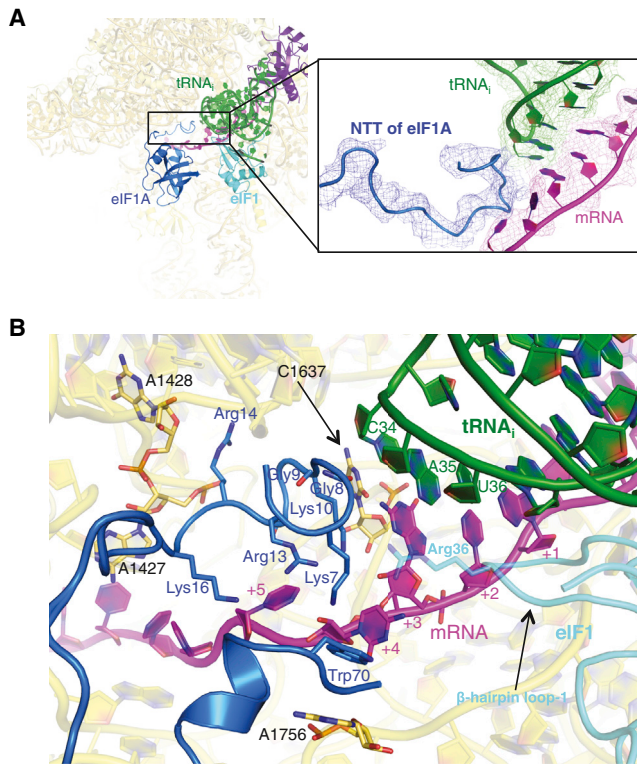 A
tRNAi
eIF1A
eIF1
tRNAi
NTT of eIF1A
mRNA
B
A1428
C1637
Arg14
C34
tRNAi
Gly9
Gly8
A35
U36
Lys10
Arg13
Arg36
+1
A1427
Lys16
Lys7
+2
+5
+3
mRNA
eIF1
+4
Trp70
β-hairpin loop-1
A1756